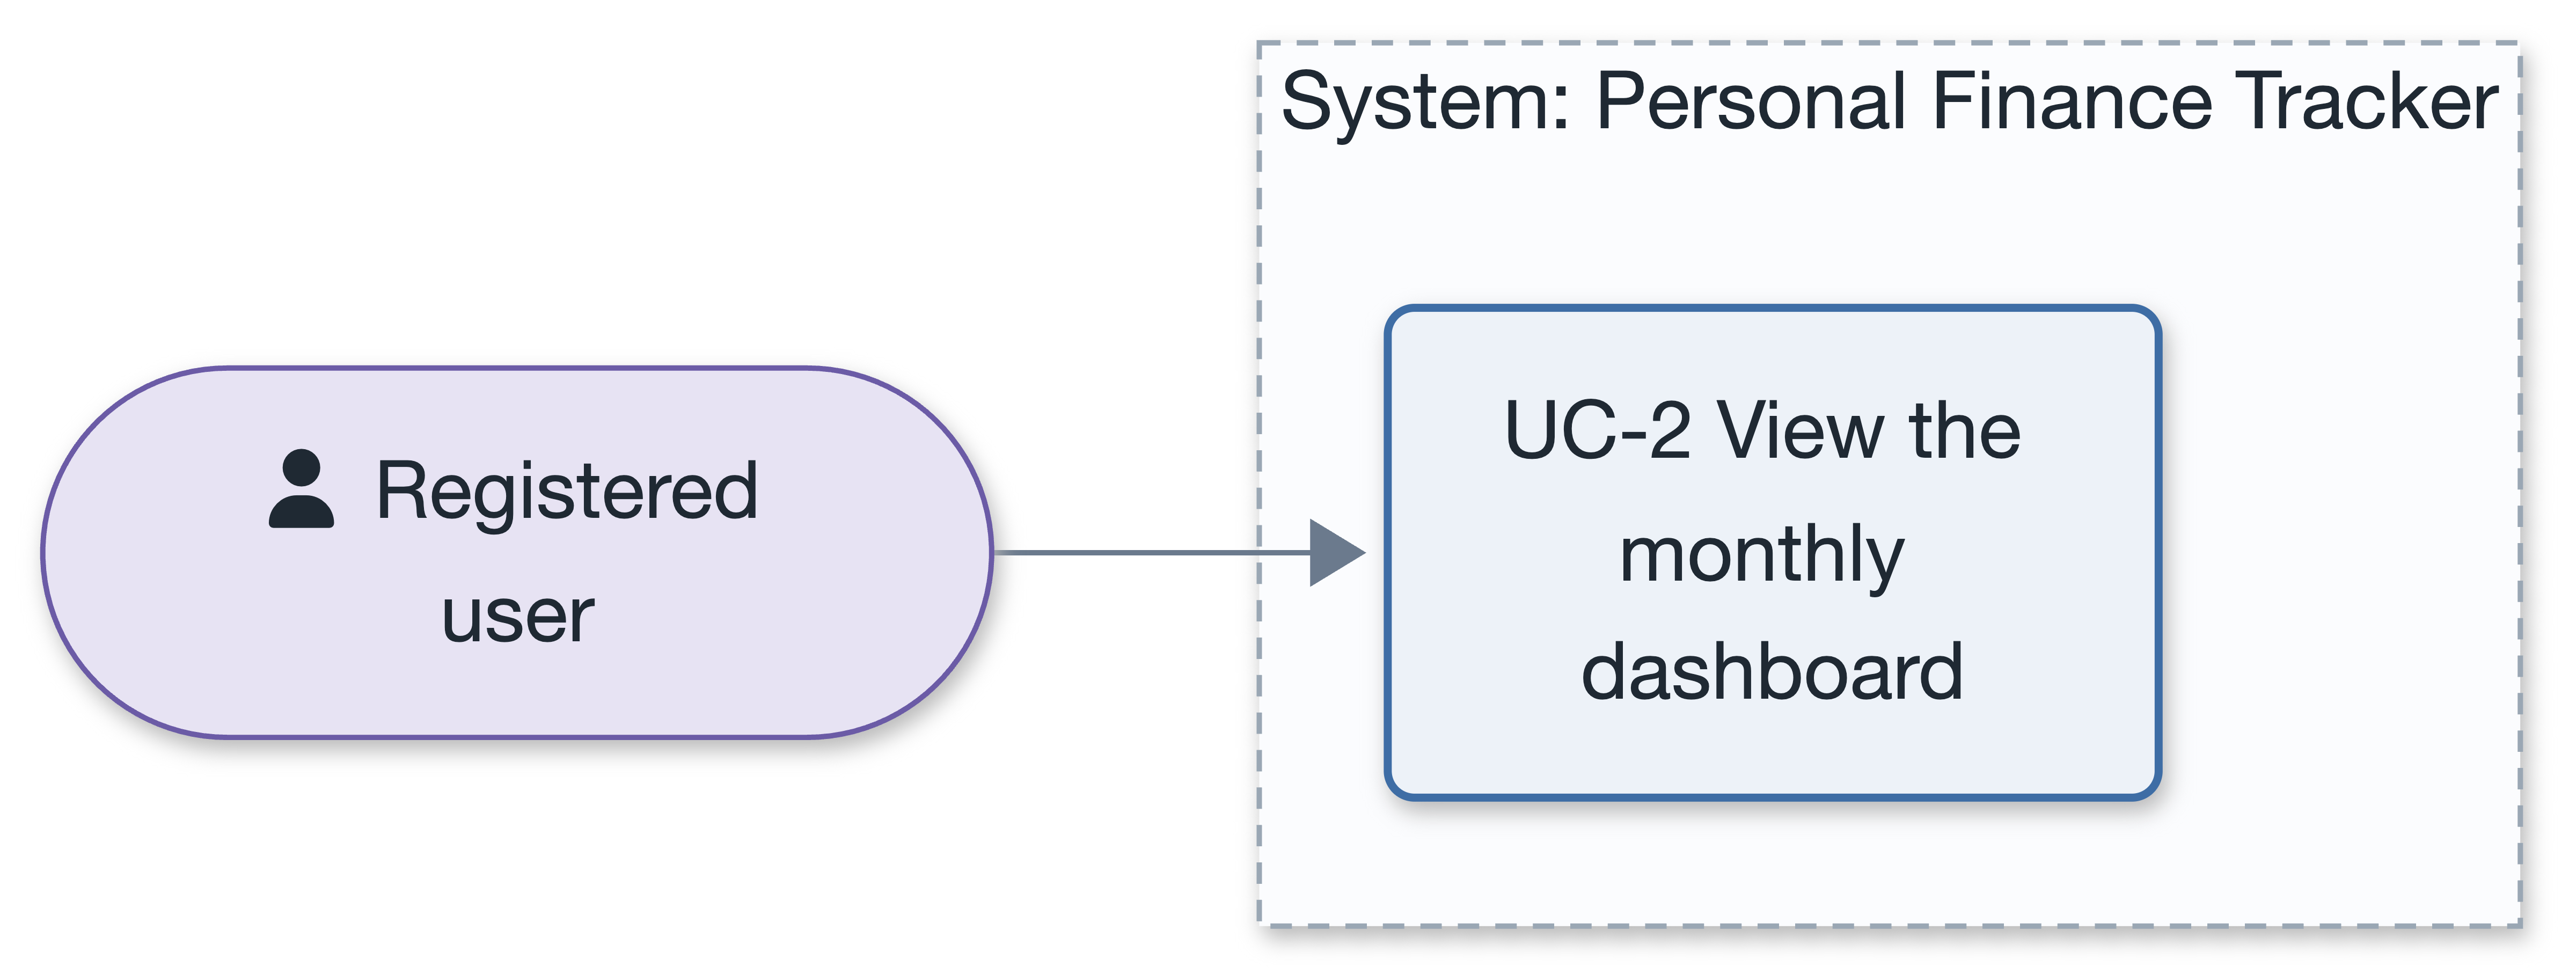 System: Personal Finance Tracker
Registered
user
UC-2 View the
monthly
dashboard